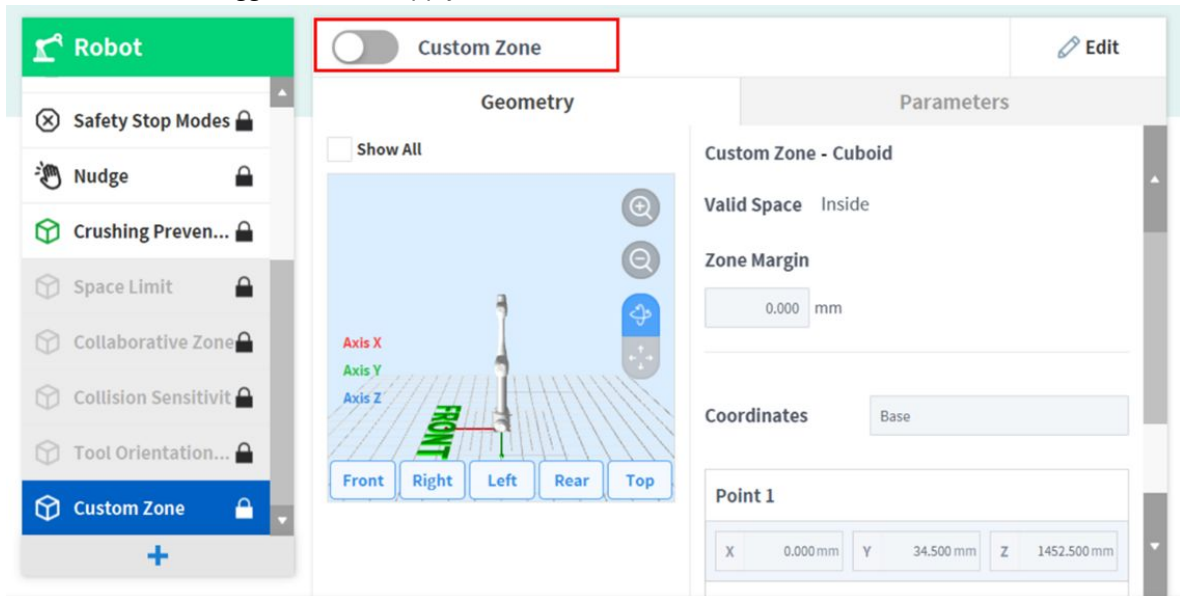 Robot
Safety Stop Modes
Nudge
Crushing Preven...
Space Limit
Collaborative Zone
Collision Sensitivit
Tool Orientation...
Custom Zone
+
Custom Zone
Edit
Geometry
Parameters
Show All
Axis X
Axis Y
Axis Z
FRONT
Front Right Left Rear Top
Custom Zone - Cuboid
Valid Space Inside
Zone Margin
0.000 mm
Coordinates Base
Point 1
X 0.000 mm Y 34.500 mm Z 1452.500 mm